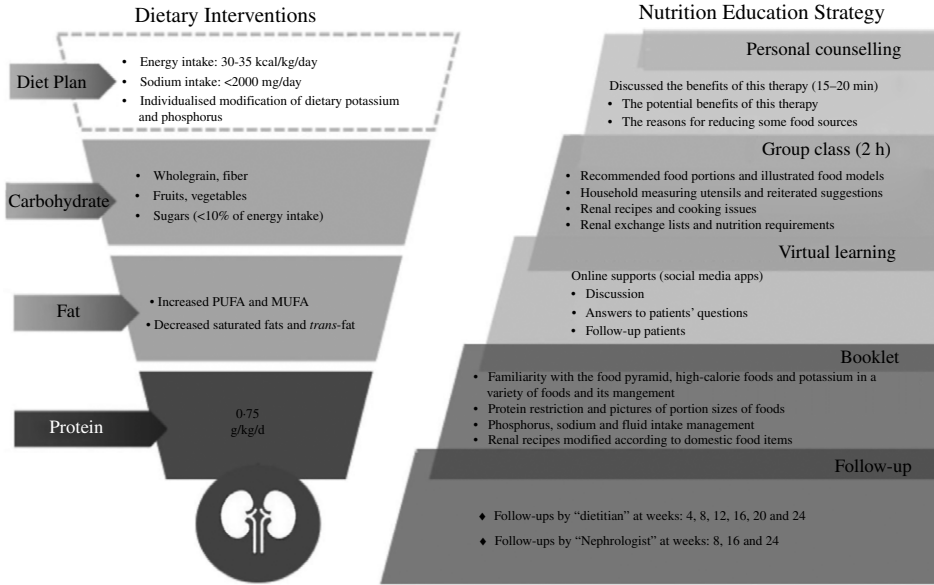 Dietary Interventions
Diet Plan
• Energy intake: 30-35 kcal/kg/day
• Sodium intake: <2000 mg/day
• Individualised modification of dietary potassium
and phosphorus
Carbohydrate
• Wholegrain, fiber
• Fruits, vegetables
• Sugars (<10% of energy intake)
Fat
• Increased PUFA and MUFA
• Decreased saturated fats and trans-fat
Protein
0·75
g/kg/d
Nutrition Education Strategy
Personal counselling
Discussed the benefits of this therapy (15–20 min)
• The potential benefits of this therapy
• The reasons for reducing some food sources
Group class (2 h)
• Recommended food portions and illustrated food models
• Household measuring utensils and reiterated suggestions
• Renal recipes and cooking issues
• Renal exchange lists and nutrition requirements
Virtual learning
Online supports (social media apps)
• Discussion
• Answers to patients’ questions
• Follow-up patients
Booklet
• Familiarity with the food pyramid, high-calorie foods and potassium in a
variety of foods and its mangement
• Protein restriction and pictures of portion sizes of foods
• Phosphorus, sodium and fluid intake management
• Renal recipes modified according to domestic food items
Follow-up
♦ Follow-ups by “dietitian” at weeks: 4, 8, 12, 16, 20 and 24
♦ Follow-ups by “Nephrologist” at weeks: 8, 16 and 24